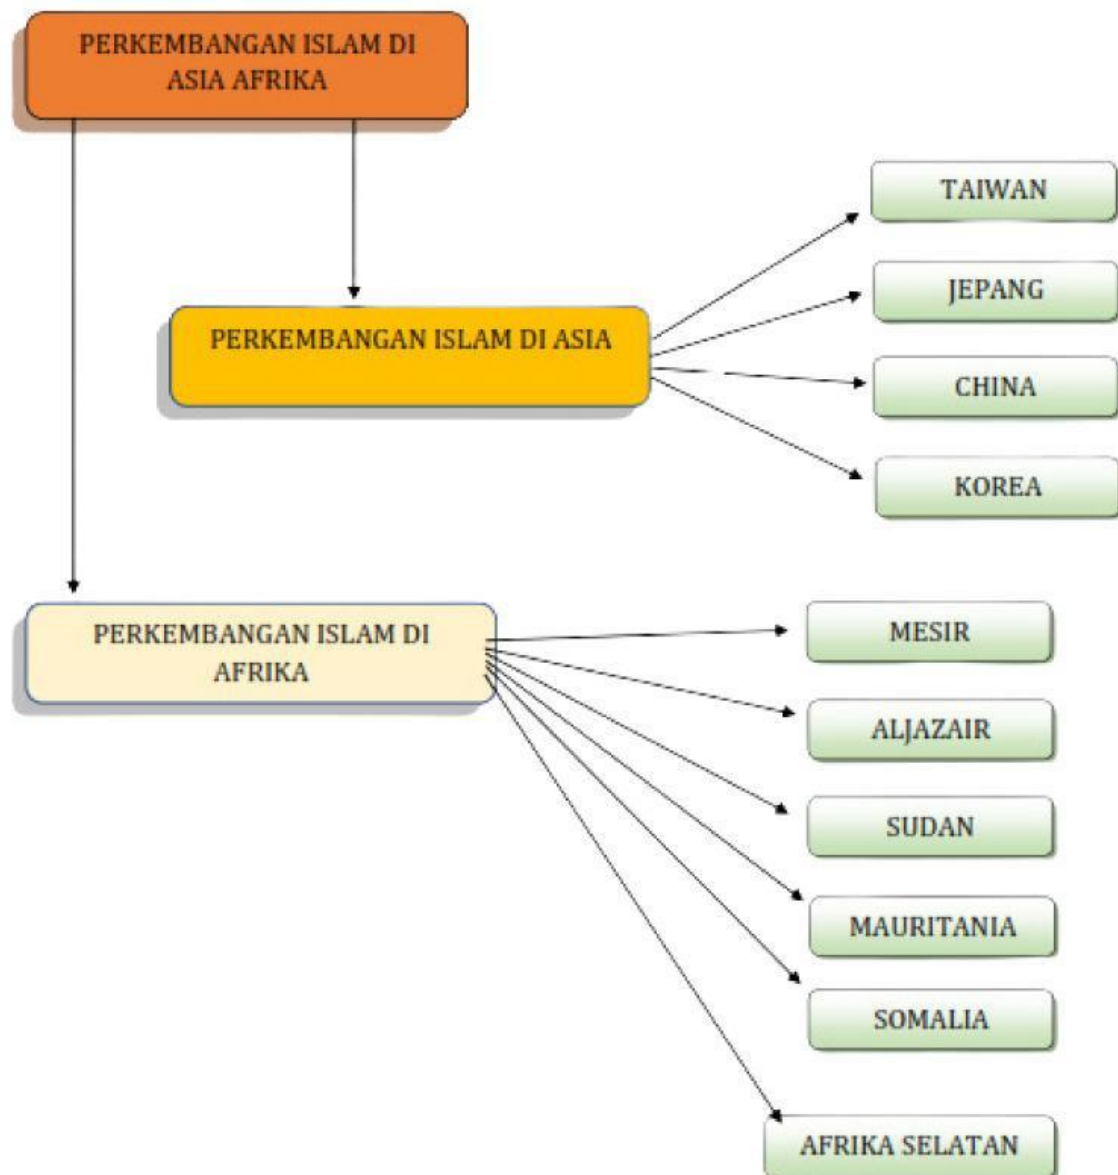 PERKEMBANGAN ISLAM DI
ASIA AFRIKA
TAIWAN
JEPANG
PERKEMBANGAN ISLAM DI ASIA
CHINA
KOREA
PERKEMBANGAN ISLAM DI
AFRIKA
MESIR
ALJAZAIR
SUDAN
MAURITANIA
SOMALIA
AFRIKA SELATAN